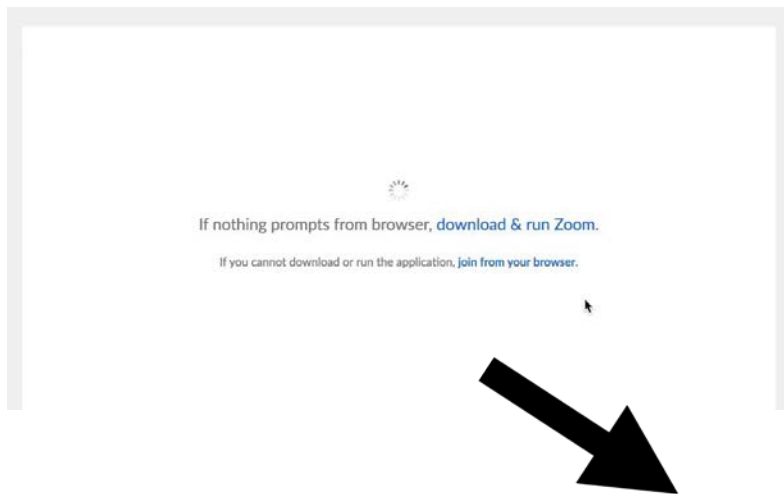 If nothing prompts from browser, download & run Zoom.
If you cannot download or run the application, join from your browser.